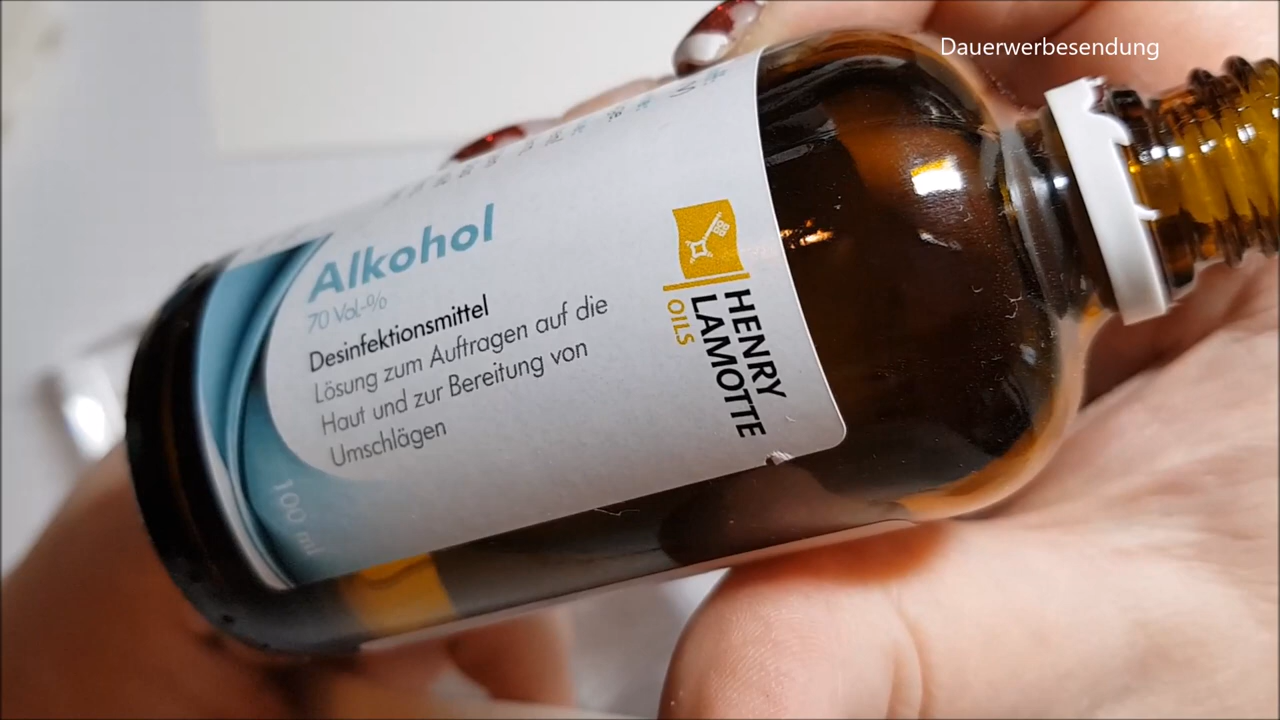 Dauerwerbesendung
Alkohol
70 Vol.-%
Desinfektionsmittel
Lösung zum Auftragen auf die
Haut und zur Bereitung von
Umschlägen
100 ml
HENRY
LAMOTTE
OILS